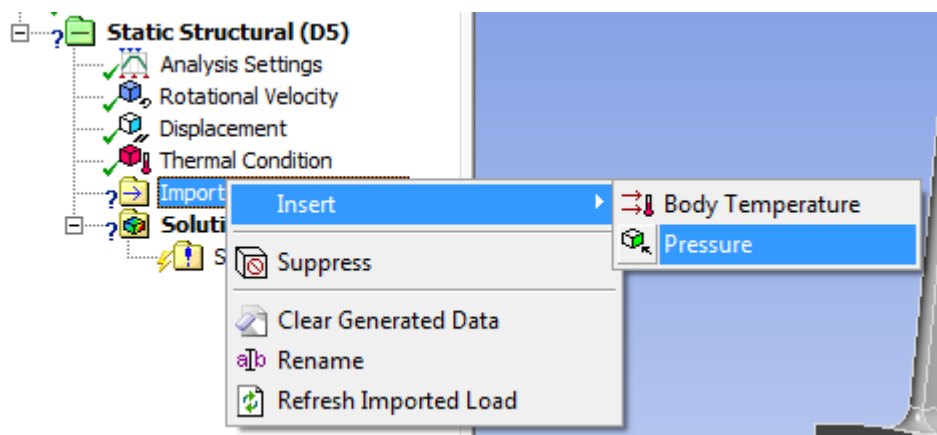 Static Structural (D5)
Analysis Settings
Rotational Velocity
Displacement
Thermal Condition
Import
Insert
Body Temperature
Pressure
Soluti
S
Suppress
Clear Generated Data
Rename
Refresh Imported Load